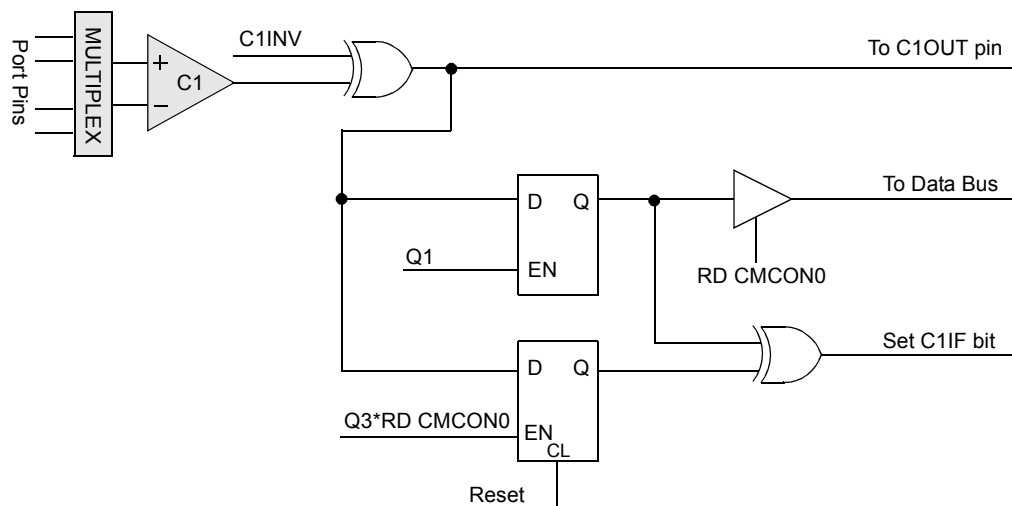 Port Pins
MULTIPLEX
+
−
C1
C1INV
To C1OUT pin
D
Q
Q1
EN
To Data Bus
RD CMCON0
Set C1IF bit
D
Q
Q3*RD CMCON0
EN
CL
Reset